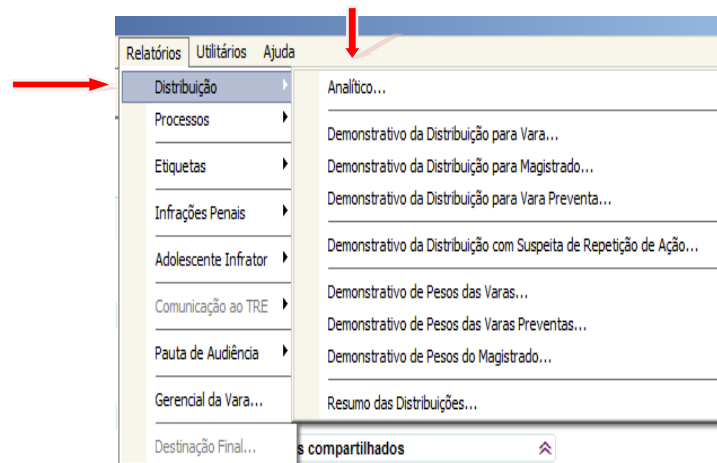 Relatórios Utilitários Ajuda
Distribuição
Processos
Etiquetas
Infrações Penais
Adolescente Infrator
Comunicação ao TRE
Pauta de Audiência
Gerencial da Vara...
Destinação Final...
Analítico...
Demonstrativo da Distribuição para Vara...
Demonstrativo da Distribuição para Magistrado...
Demonstrativo da Distribuição para Vara Preventa...
Demonstrativo da Distribuição com Suspeita de Repetição de Ação...
Demonstrativo de Pesos das Varas...
Demonstrativo de Pesos das Varas Preventas...
Demonstrativo de Pesos do Magistrado...
Resumo das Distribuições...
s compartilhados